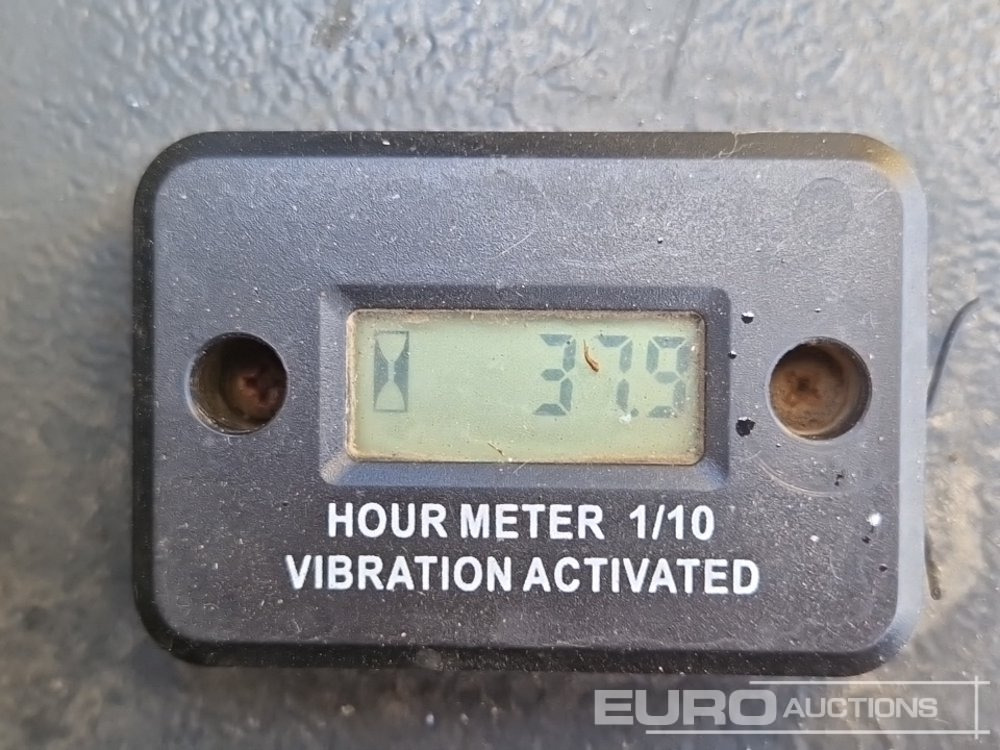 37.9
HOUR METER 1/10
VIBRATION ACTIVATED
EURO AUCTIONS